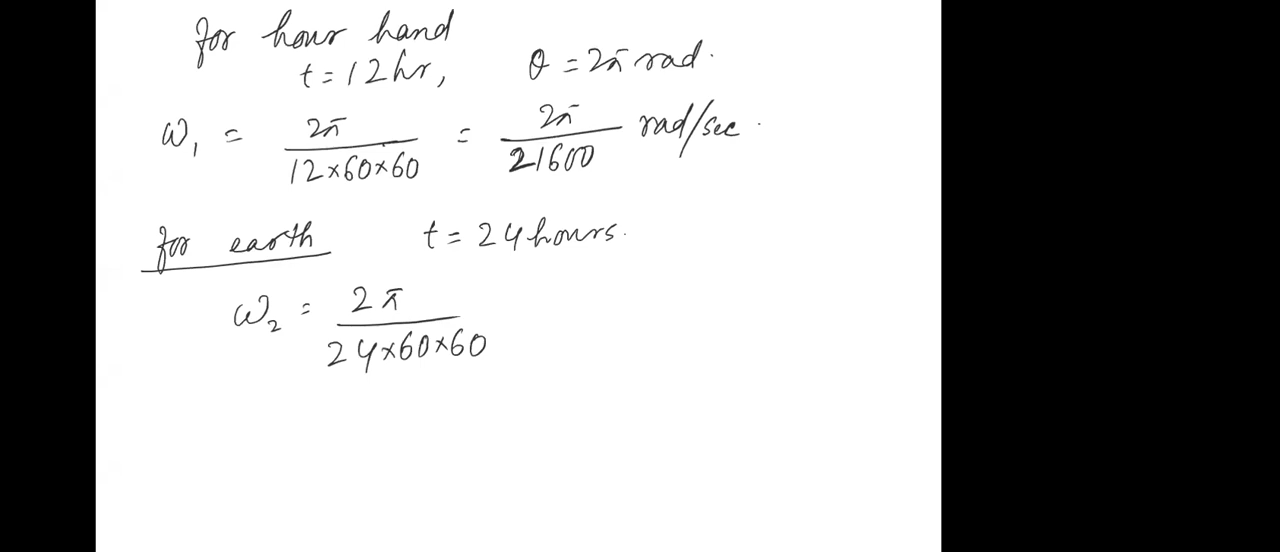 for hour hand
t = 12 hr, θ = 2π rad.
ω₁ = 2π / 12×60×60 = 2π / 21600 rad/sec.
for earth t = 24 hours.
ω₂ = 2π / 24×60×60